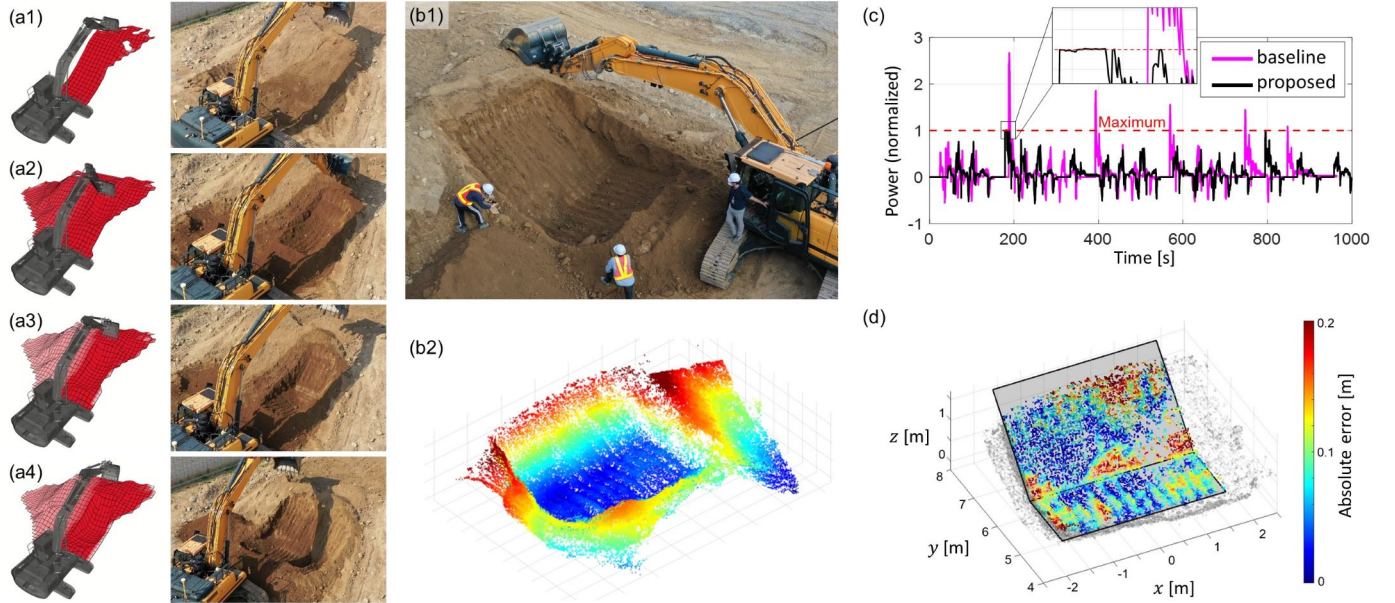 (a1)
(a2)
(a3)
(a4)
(b1)
(b2)
(c)
baseline
proposed
Maximum
Power (normalized)
3
2
1
0
-1
0
200
400
600
800
1000
Time [s]
(d)
z [m]
1
0
y [m]
8
7
6
5
4
x [m]
-2
-1
0
1
2
0.2
0.1
0
Absolute error [m]